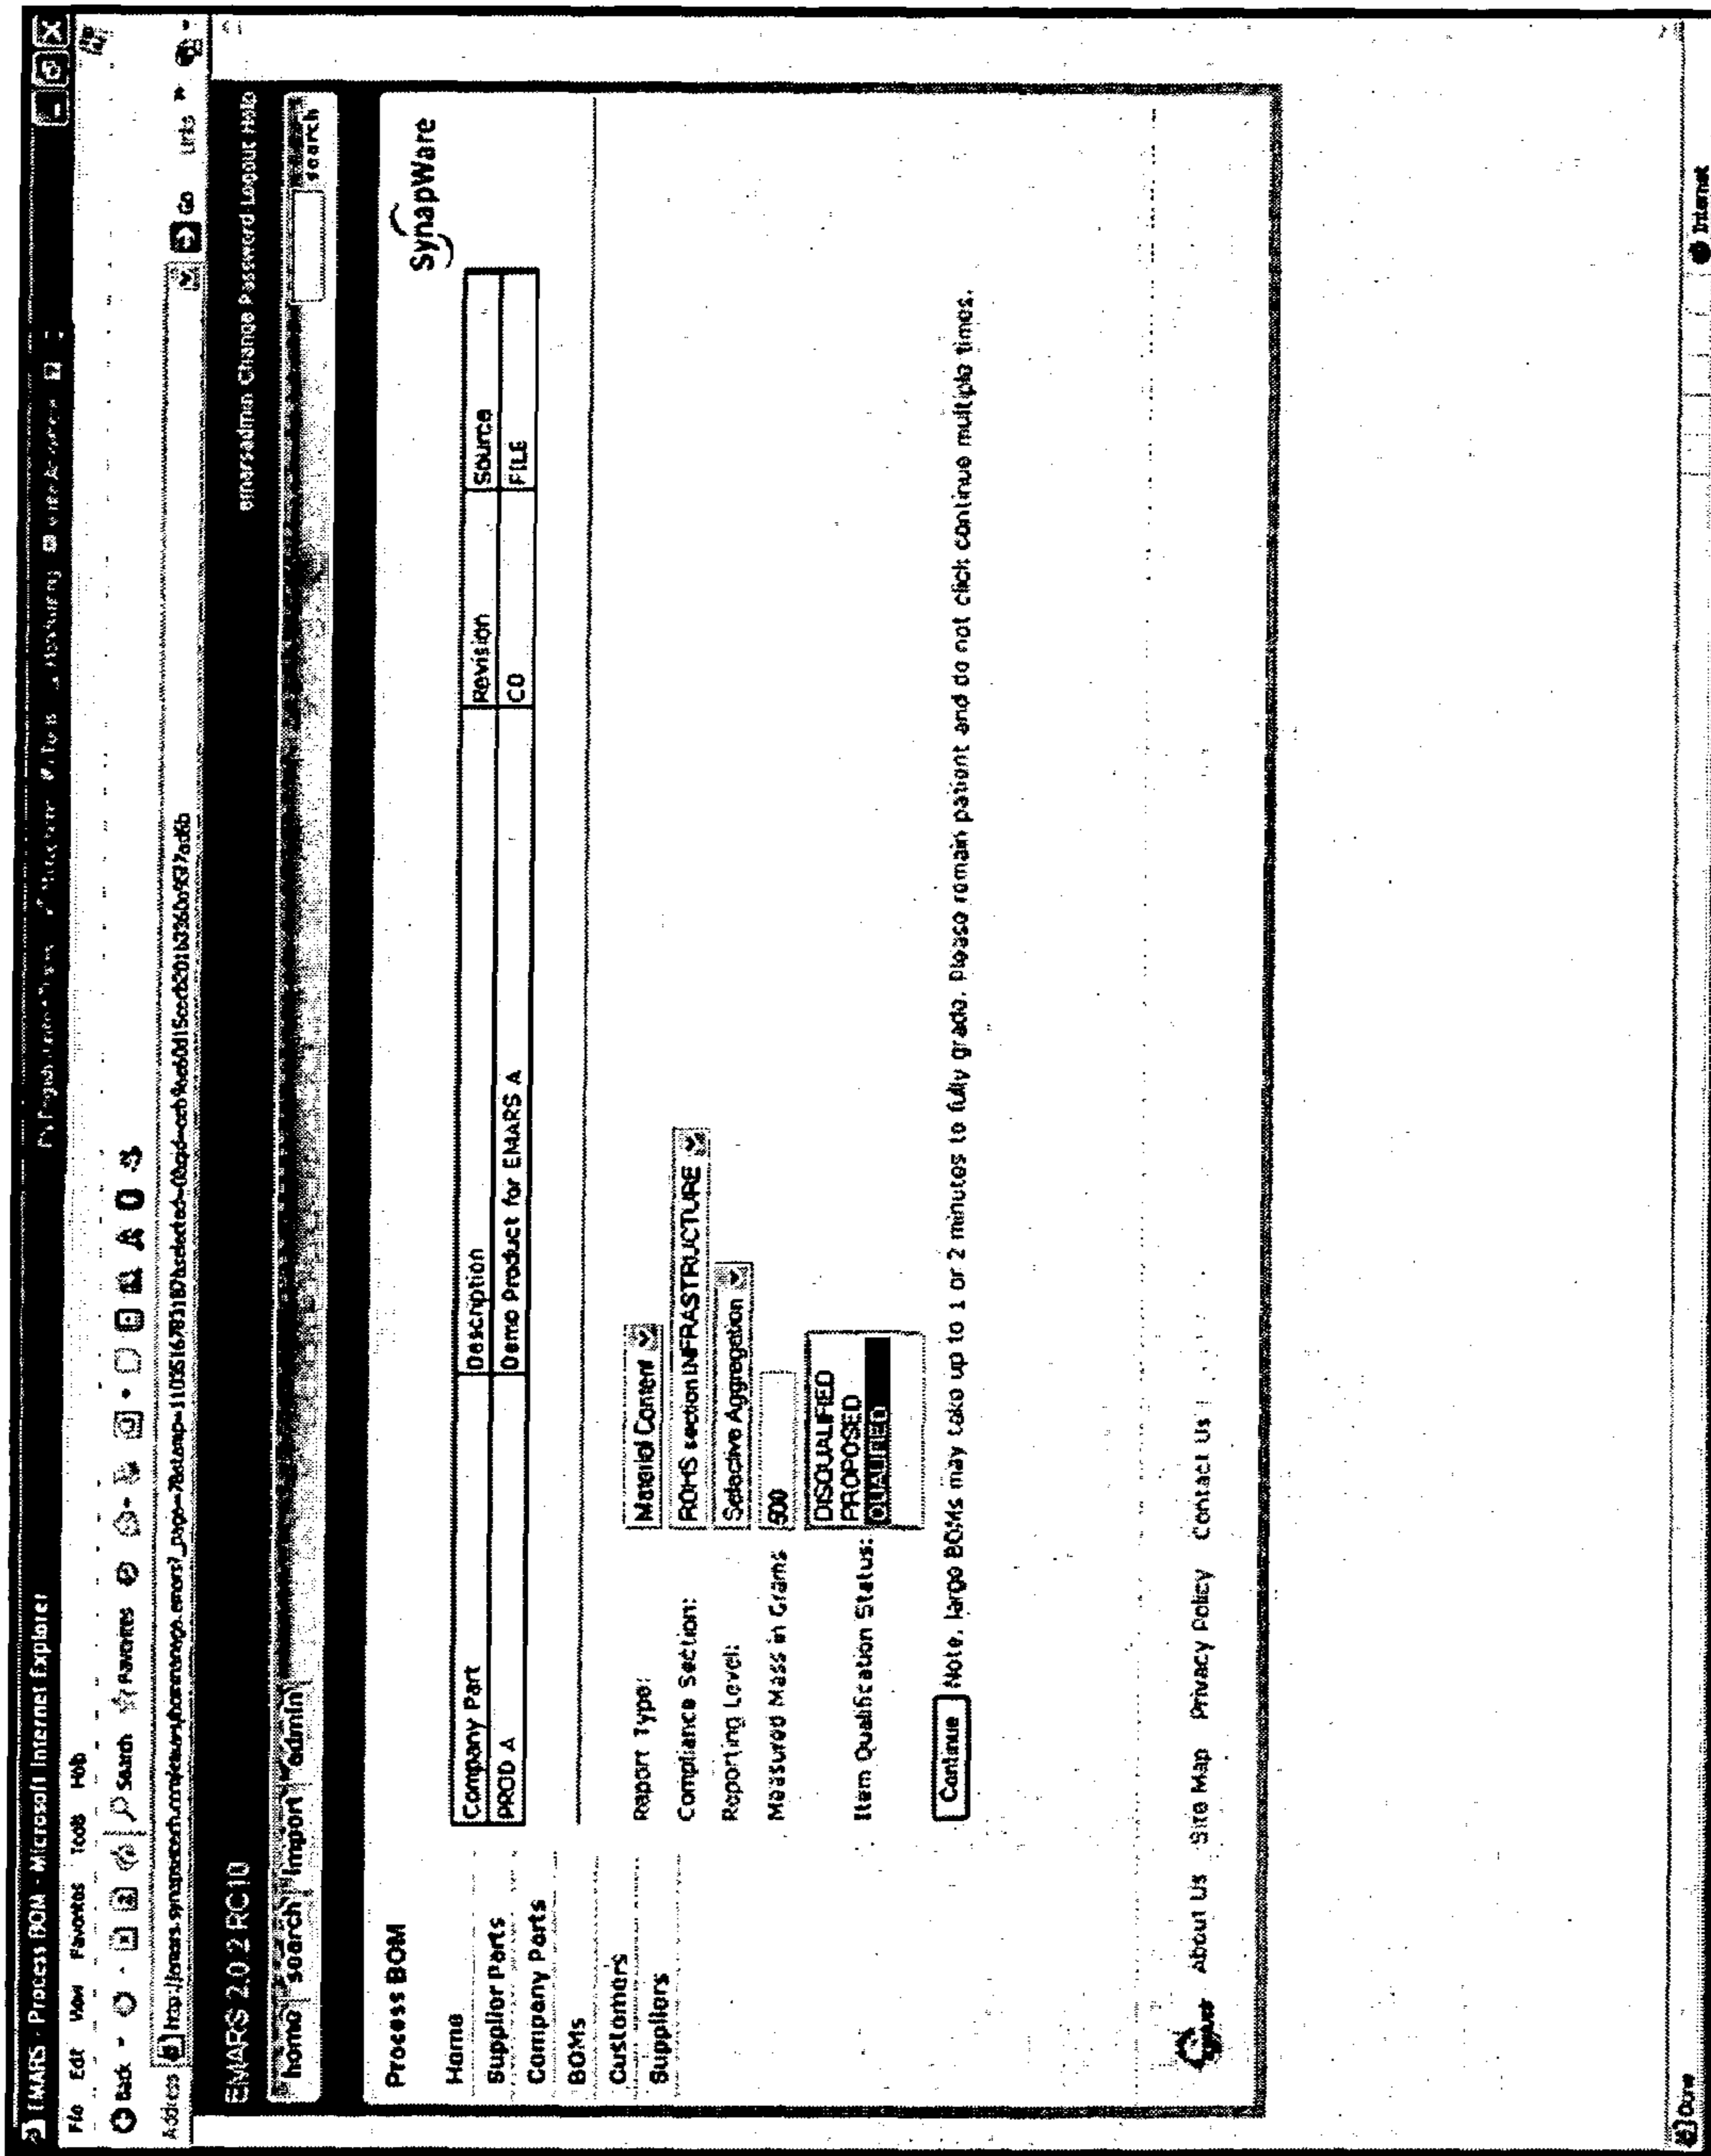 EMARS - Process BOM - Microsoft Internet Explorer
File Edit View Favorites Tools Help
Back Search Favorites
Address Go Links
EMARS 2.0.2 RC10
emarsadmin Change Password Logout Help
home search import admin search
Process BOM
SynapWare
Home
Supplier Parts
Company Parts
BOMs
Customers
Suppliers
Company Part Description Revision Source
PROD A Demo Product for EMARS A C0 FILE
Report Type: Material Content
Compliance Section: ROHS section INFRASTRUCTURE
Reporting Level: Selective Aggregation
Measured Mass in Grams 500
Item Qualification Status: DISQUALIFED
PROPOSED
QUALIFIED
Continue Note, large BOMs may take up to 1 or 2 minutes to fully grade, please remain patient and do not click continue multiple times.
About Us Site Map Privacy Policy Contact Us
Done Internet